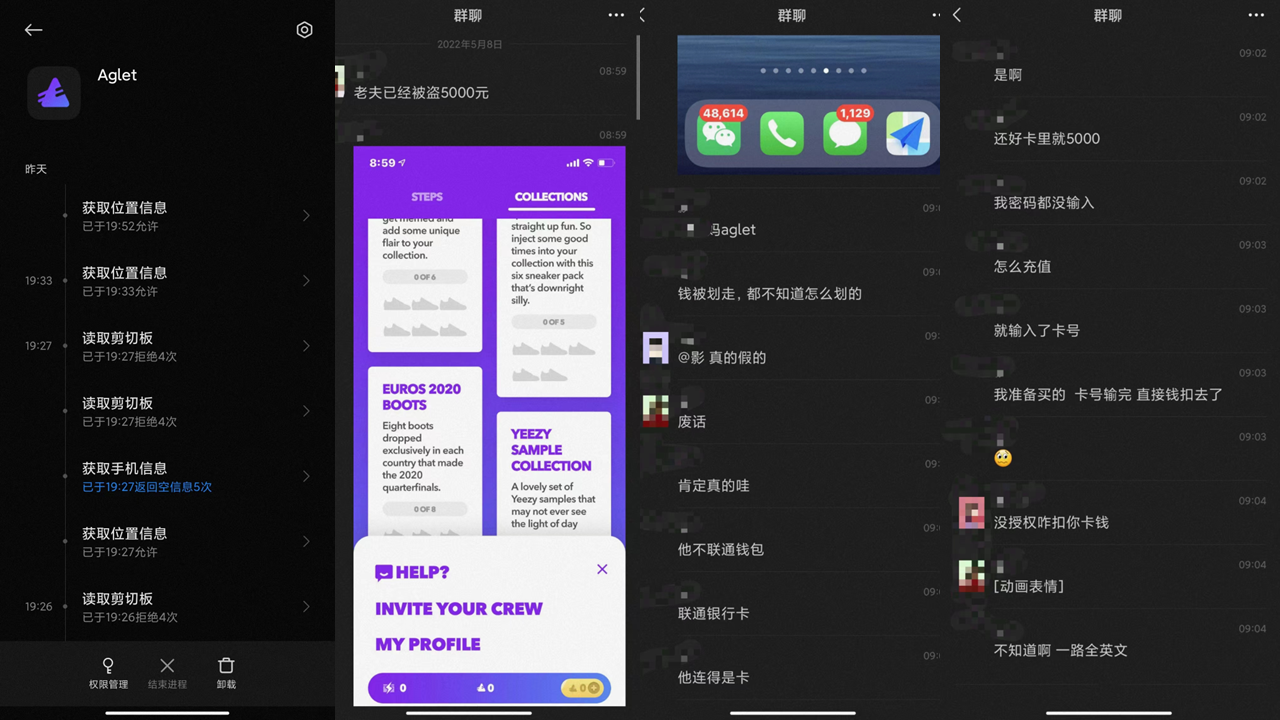 Aglet
昨天
获取位置信息
已于19:52允许
19:33
获取位置信息
已于19:33允许
19:27
读取剪切板
已于19:27拒绝4次
读取剪切板
已于19:27拒绝4次
获取手机信息
已于19:27返回空信息5次
获取位置信息
已于19:27允许
19:26
读取剪切板
已于19:26拒绝4次
权限管理
结束进程
卸载
群聊
2022年5月8日
08:59
老夫已经被盗5000元
08:59
8:59
STEPS
COLLECTIONS
get memed and
add some unique
flair to your
collection.
0 OF 6
straight up fun. So
inject some good
times into your
collection with this
six sneaker pack
that's downright
silly.
0 OF 5
EUROS 2020
BOOTS
Eight boots
dropped
exclusively in each
country that made
the 2020
quarterfinals.
0 OF 8
YEEZY
SAMPLE
COLLECTION
A lovely set of
Yeezy samples that
may not ever see
the light of day
HELP?
INVITE YOUR CREW
MY PROFILE
0
0
0
群聊
48,614
1,129
09:
吗aglet
09:
钱被划走，都不知道怎么划的
09:
@影 真的假的
09:
废话
09:
肯定真的哇
09:
他不联通钱包
09:
联通银行卡
09:
他连得是卡
群聊
09:02
是啊
09:02
还好卡里就5000
09:02
我密码都没输入
09:03
怎么充值
09:03
就输入了卡号
09:03
我准备买的 卡号输完 直接钱扣去了
09:03
09:04
没授权咋扣你卡钱
09:04
[动画表情]
09:04
不知道啊 一路全英文